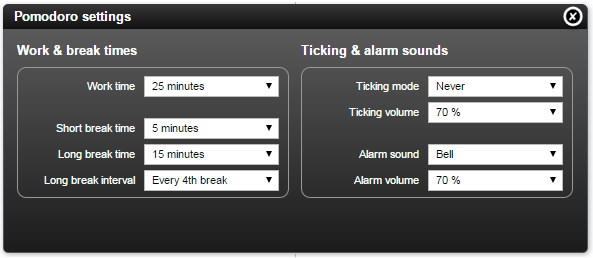 Pomodoro settings
Work & break times
Work time 25 minutes
Short break time 5 minutes
Long break time 15 minutes
Long break interval Every 4th break
Ticking & alarm sounds
Ticking mode Never
Ticking volume 70 %
Alarm sound Bell
Alarm volume 70 %